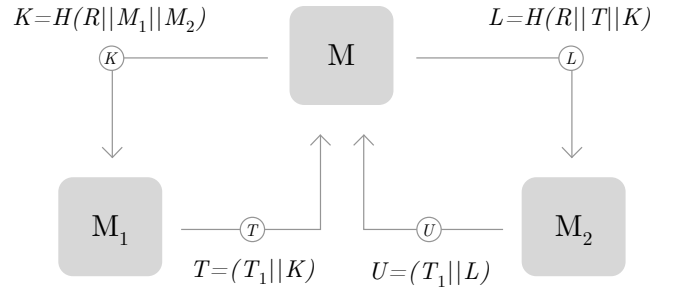 K=H(R||M₁||M₂)
M
L=H(R||T||K)
K
L
M₁
T
U
M₂
T=(T₁||K)
U=(T₁||L)